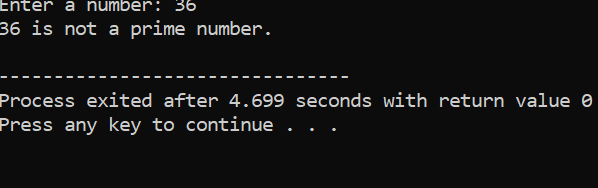 Enter a number: 36
36 is not a prime number.
--------------------------------
Process exited after 4.699 seconds with return value 0
Press any key to continue . . .